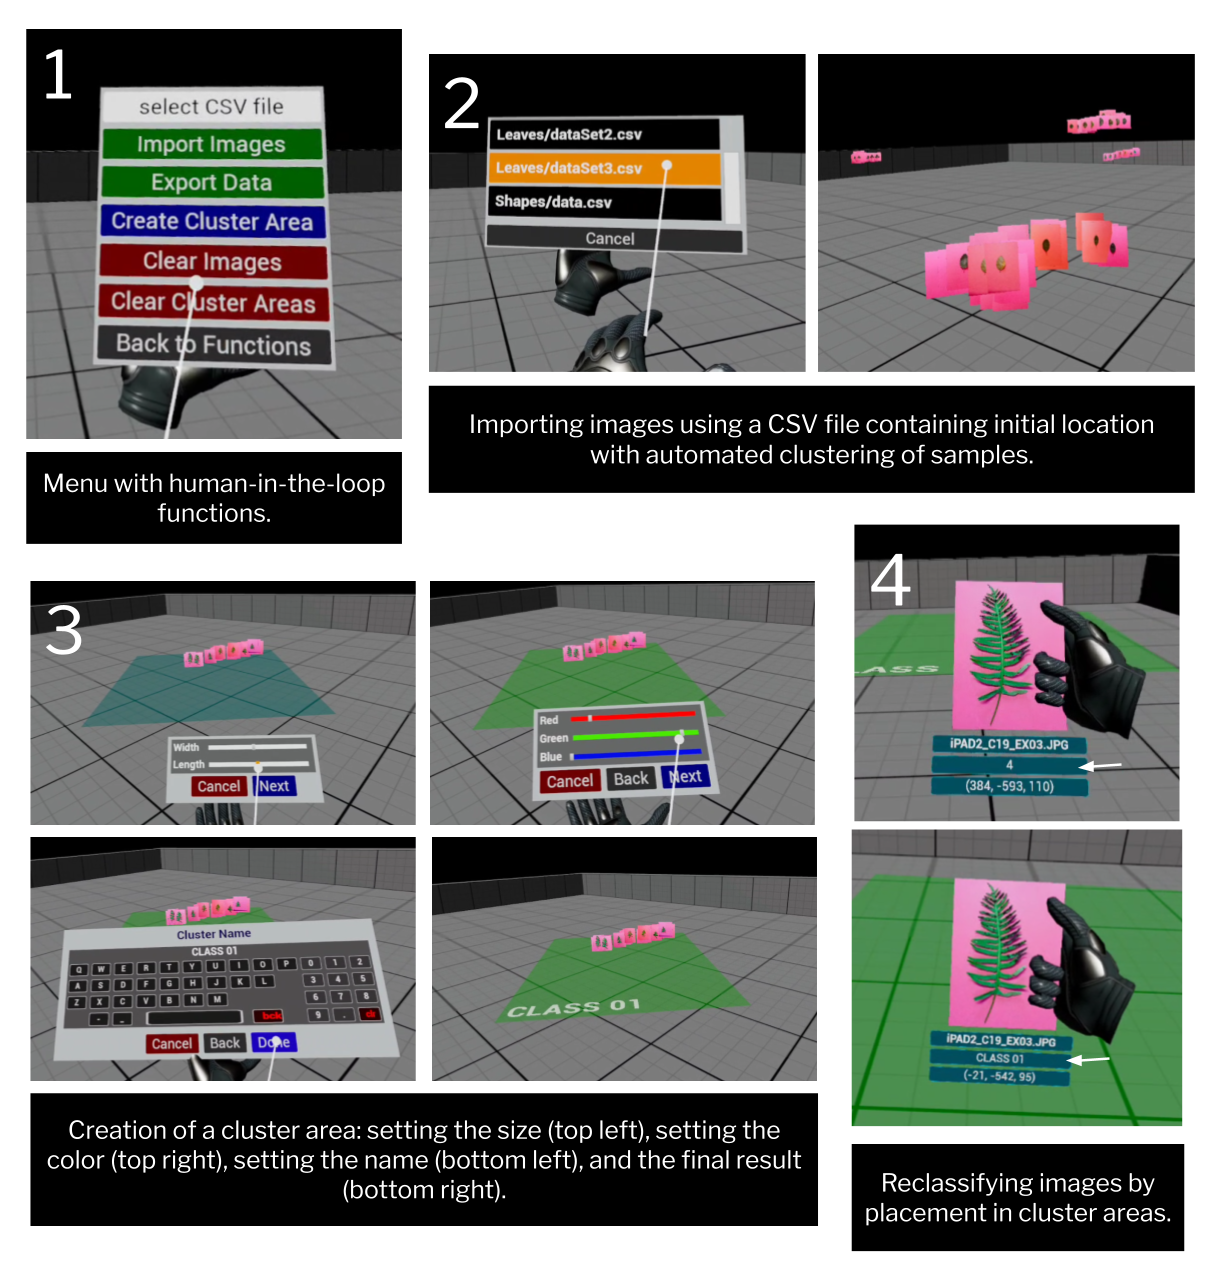 1
select CSV file
Import Images
Export Data
Create Cluster Area
Clear Images
Clear Cluster Areas
Back to Functions
Menu with human-in-the-loop
functions.
2
Leaves/dataSet2.csv
Leaves/dataSet3.csv
Shapes/data.csv
Cancel
Importing images using a CSV file containing initial location
with automated clustering of samples.
3
Width
Length
Cancel Next
Red
Green
Blue
Cancel Back Next
Cluster Name
CLASS 01
Q W E R T Y U I O P 0 1 2
A S D F G H J K L 3 4 5
Z X C V B N M 6 7 8
- _ bck 9 . clr
Cancel Back Done
CLASS 01
Creation of a cluster area: setting the size (top left), setting the
color (top right), setting the name (bottom left), and the final result
(bottom right).
4
LASS
iPAD2_C19_EX03.JPG
4
(384, -593, 110)
iPAD2_C19_EX03.JPG
CLASS 01
(-21, -542, 95)
Reclassifying images by
placement in cluster areas.